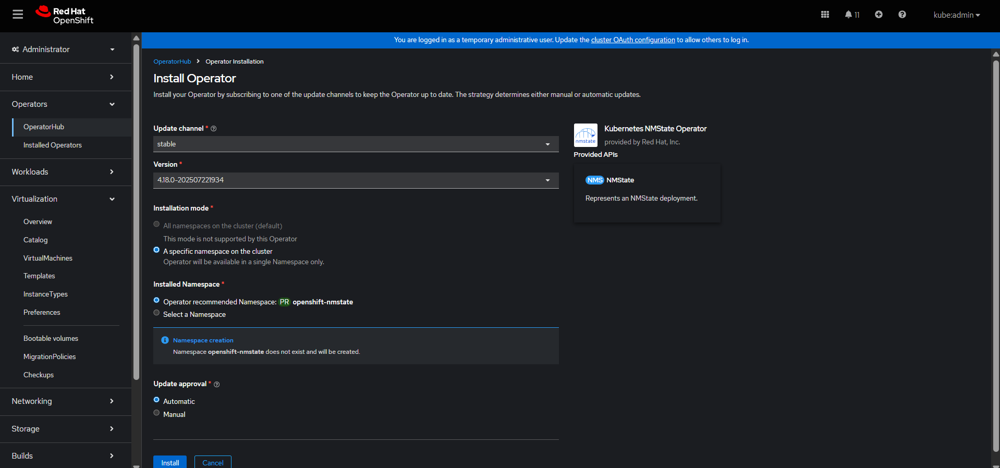 Red Hat
OpenShift
11
kube:admin
You are logged in as a temporary administrative user. Update the cluster OAuth configuration to allow others to log in.
Administrator
Home
Operators
OperatorHub
Installed Operators
Workloads
Virtualization
Overview
Catalog
VirtualMachines
Templates
InstanceTypes
Preferences
Bootable volumes
MigrationPolicies
Checkups
Networking
Storage
Builds
OperatorHub > Operator Installation
Install Operator
Install your Operator by subscribing to one of the update channels to keep the Operator up to date. The strategy determines either manual or automatic updates.
Update channel *
stable
Version *
4.18.0-202507221934
Installation mode *
All namespaces on the cluster (default)
This mode is not supported by this Operator
A specific namespace on the cluster
Operator will be available in a single Namespace only.
Installed Namespace *
Operator recommended Namespace: PR openshift-nmstate
Select a Namespace
Namespace creation
Namespace openshift-nmstate does not exist and will be created.
Update approval *
Automatic
Manual
Install
Cancel
nmstate
Kubernetes NMState Operator
provided by Red Hat, Inc.
Provided APIs
NMS NMState
Represents an NMState deployment.